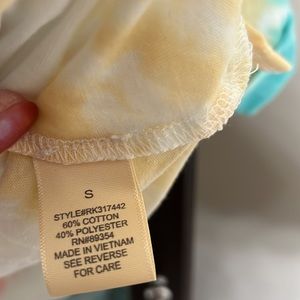 S
STYLE#RK317442
60% COTTON
40% POLYESTER
RN#89354
MADE IN VIETNAM
SEE REVERSE
FOR CARE